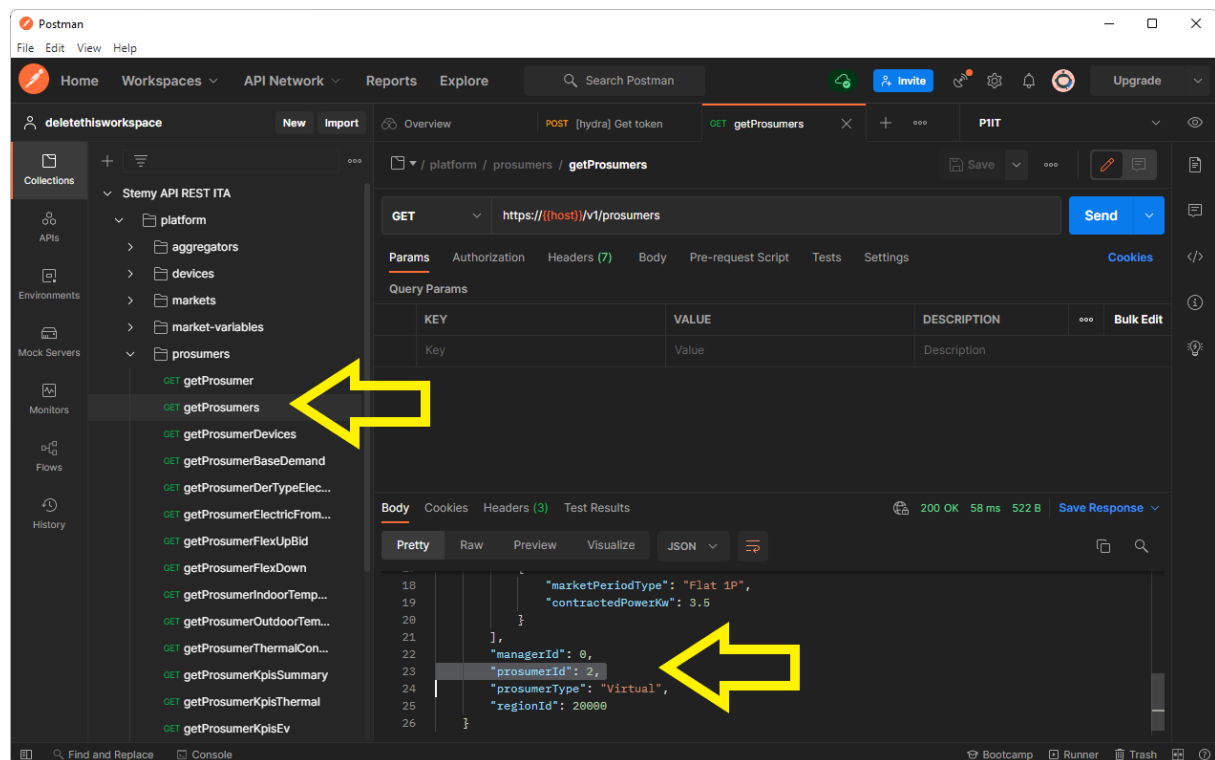 Postman
File Edit View Help
Home Workspaces API Network Reports Explore Search Postman Invite Upgrade
deletethisworkspace New Import Overview POST [hydra] Get token GET getProsumers P1IT
Collections
APIs
Environments
Mock Servers
Monitors
Flows
History
Stemy API REST ITA
platform
aggregators
devices
markets
market-variables
prosumers
GET getProsumer
GET getProsumers
GET getProsumerDevices
GET getProsumerBaseDemand
GET getProsumerDerTypeElec...
GET getProsumerElectricFrom...
GET getProsumerFlexUpBid
GET getProsumerFlexDown
GET getProsumerIndoorTemp...
GET getProsumerOutdoorTem...
GET getProsumerThermalCon...
GET getProsumerKpisSummary
GET getProsumerKpisThermal
GET getProsumerKpisEv
/ platform / prosumers / getProsumers Save
GET https://{{host}}/v1/prosumers Send
Params Authorization Headers (7) Body Pre-request Script Tests Settings Cookies
Query Params
KEY VALUE DESCRIPTION Bulk Edit
Key Value Description
Body Cookies Headers (3) Test Results 200 OK 58 ms 522 B Save Response
Pretty Raw Preview Visualize JSON
18 "marketPeriodType": "Flat 1P",
19 "contractedPowerKw": 3.5
20 }
21 ],
22 "managerId": 0,
23 "prosumerId": 2,
24 "prosumerType": "Virtual",
25 "regionId": 20000
26 }
Find and Replace Console Bootcamp Runner Trash